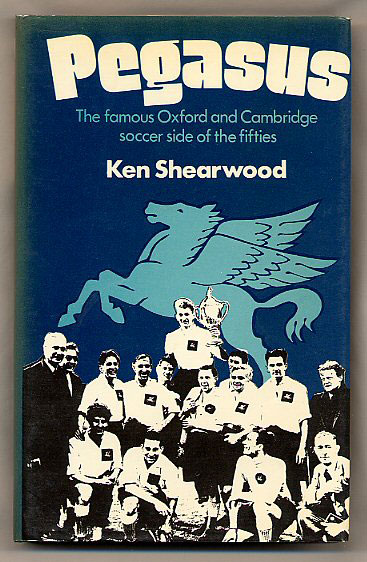 Pegasus
The famous Oxford and Cambridge
soccer side of the fifties
Ken Shearwood